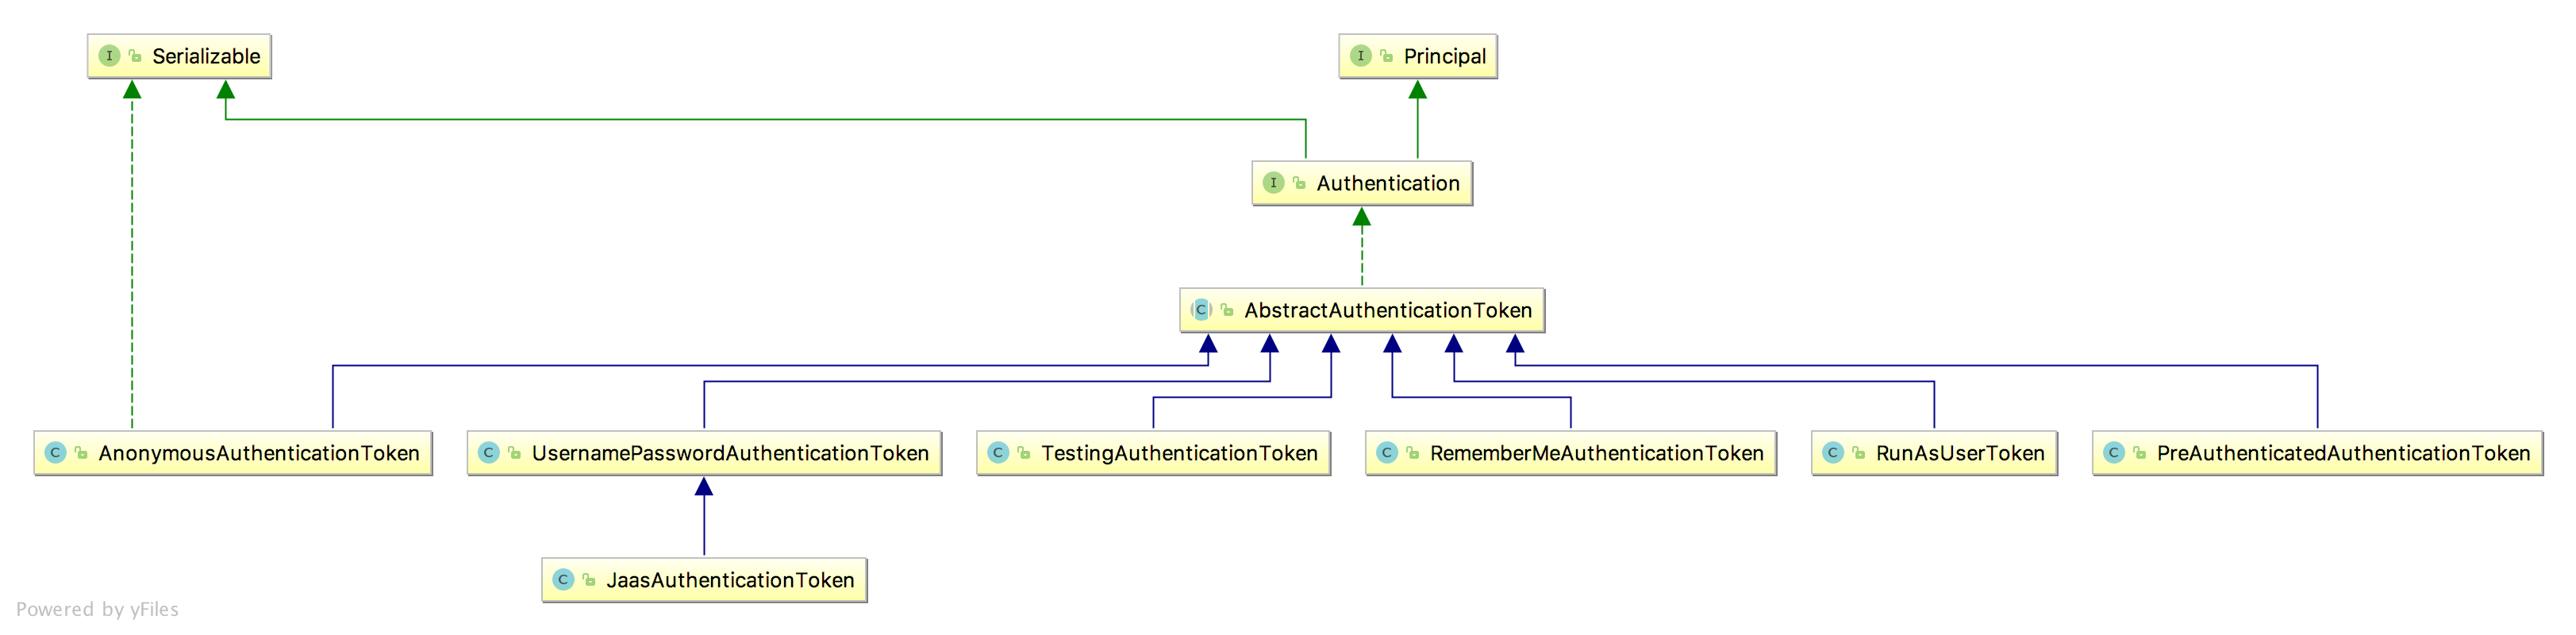 I Serializable
I Principal
I Authentication
C AbstractAuthenticationToken
C AnonymousAuthenticationToken
C UsernamePasswordAuthenticationToken
C TestingAuthenticationToken
C RememberMeAuthenticationToken
C RunAsUserToken
C PreAuthenticatedAuthenticationToken
C JaasAuthenticationToken
Powered by yFiles